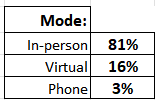 Mode:
In-person 81%
Virtual 16%
Phone 3%